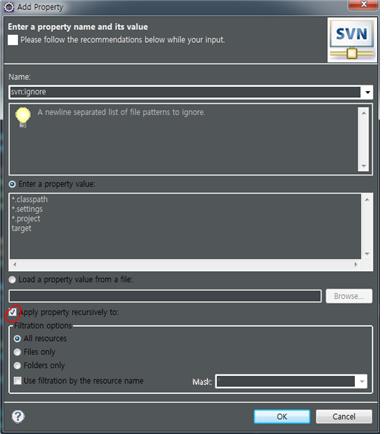 Add Property
Enter a property name and its value
Please follow the recommendations below while your input.
SVN
Name:
svn:ignore
A newline separated list of file patterns to ignore.
Enter a property value:
*.classpath
*.settings
*.project
target
Load a property value from a file:
Browse...
Apply property recursively to:
Filtration options
All resources
Files only
Folders only
Use filtration by the resource name
Mask:
OK
Cancel